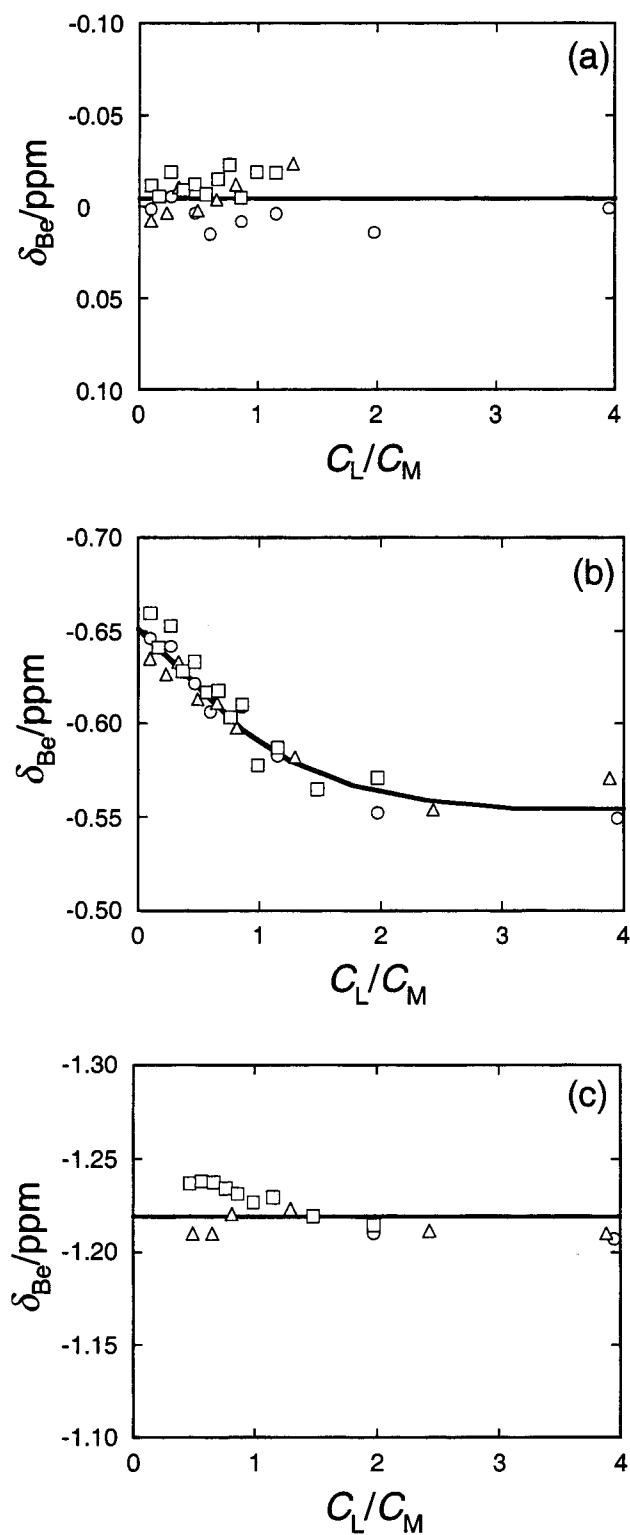 -0.10
(a)
-0.05
0
0.05
0.10
δBe/ppm
0 1 2 3 4
CL/CM
-0.70
(b)
-0.65
-0.60
-0.55
-0.50
δBe/ppm
0 1 2 3 4
CL/CM
-1.30
(c)
-1.25
-1.20
-1.15
-1.10
δBe/ppm
0 1 2 3 4
CL/CM